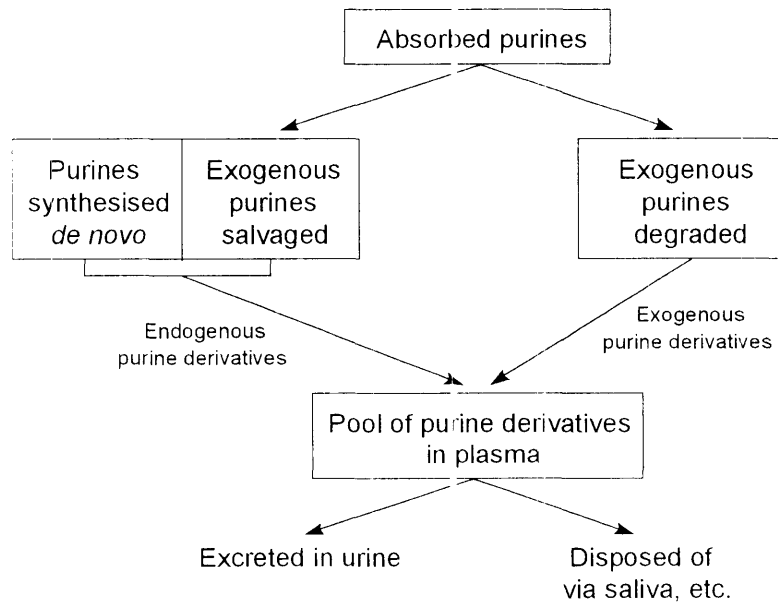 Absorbed purines
Purines
synthesised
de novo
Exogenous
purines
salvaged
Exogenous
purines
degraded
Endogenous
purine derivatives
Exogenous
purine derivatives
Pool of purine derivatives
in plasma
Excreted in urine
Disposed of
via saliva, etc.